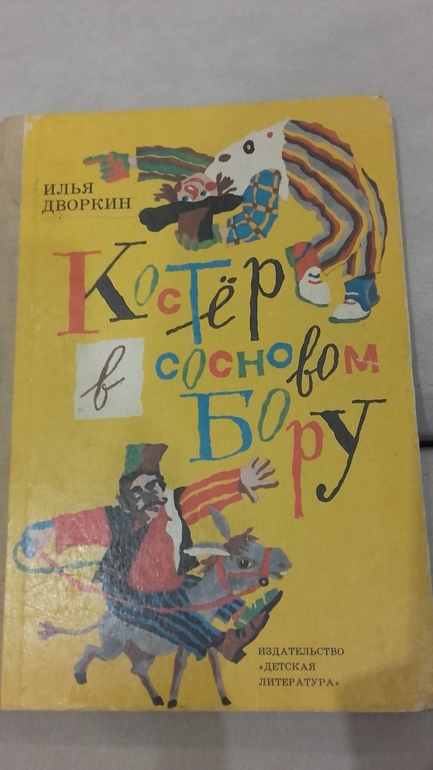 ИЛЬЯ
ДВОРКИН
КОСТЁР
в СОСНОВОМ
БОРУ
ИЗДАТЕЛЬСТВО
«ДЕТСКАЯ
ЛИТЕРАТУРА»